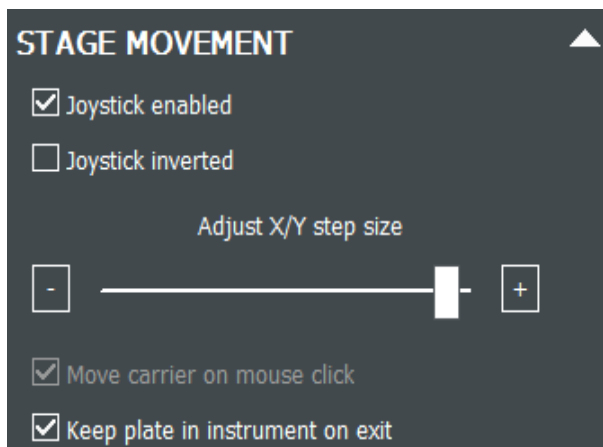 STAGE MOVEMENT
Joystick enabled
Joystick inverted
Adjust X/Y step size
- +
Move carrier on mouse click
Keep plate in instrument on exit